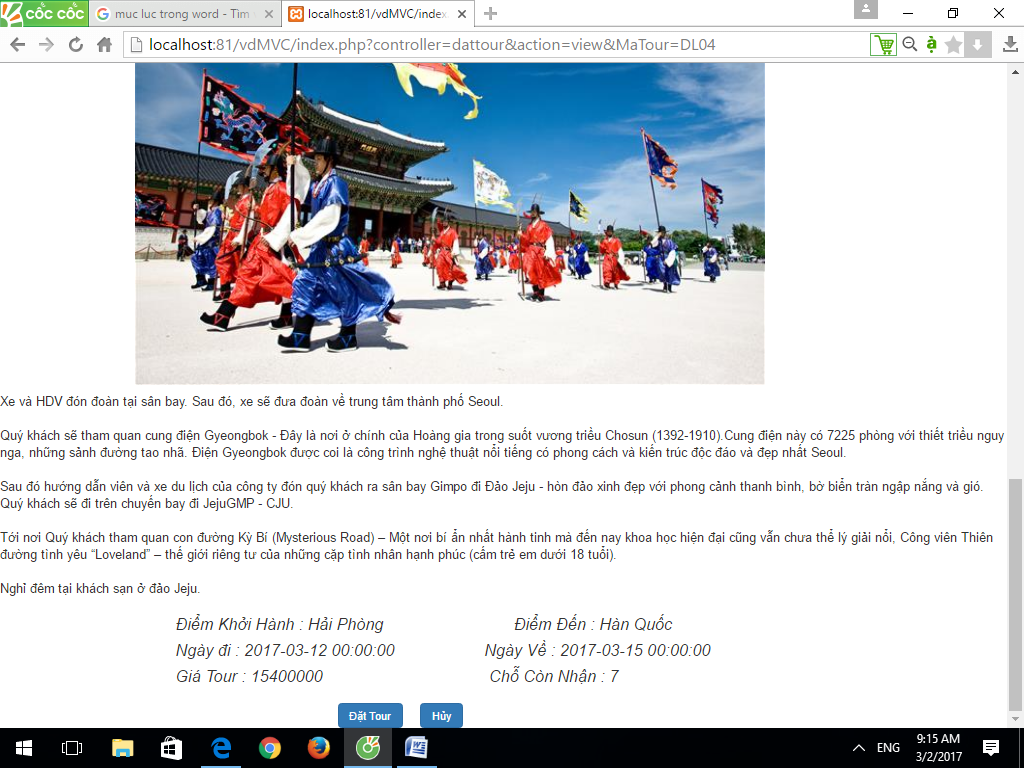 cốc cốc
muc luc trong word - Tìm
localhost:81/vdMVC/index
localhost:81/vdMVC/index.php?controller=dattour&action=view&MaTour=DL04
Xe và HDV đón đoàn tại sân bay. Sau đó, xe sẽ đưa đoàn về trung tâm thành phố Seoul.
Quý khách sẽ tham quan cung điện Gyeongbok - Đây là nơi ở chính của Hoàng gia trong suốt vương triều Chosun (1392-1910).Cung điện này có 7225 phòng với thiết triều nguy
nga, những sảnh đường tao nhã. Điện Gyeongbok được coi là công trình nghệ thuật nổi tiếng có phong cách và kiến trúc độc đáo và đẹp nhất Seoul.
Sau đó hướng dẫn viên và xe du lịch của công ty đón quý khách ra sân bay Gimpo đi Đảo Jeju - hòn đảo xinh đẹp với phong cảnh thanh bình, bờ biển tràn ngập nắng và gió.
Quý khách sẽ đi trên chuyến bay đi JejuGMP - CJU.
Tới nơi Quý khách tham quan con đường Kỳ Bí (Mysterious Road) – Một nơi bí ẩn nhất hành tinh mà đến nay khoa học hiện đại cũng vẫn chưa thể lý giải nổi, Công viên Thiên
đường tình yêu “Loveland” – thế giới riêng tư của những cặp tình nhân hạnh phúc (cấm trẻ em dưới 18 tuổi).
Nghỉ đêm tại khách sạn ở đảo Jeju.
Điểm Khởi Hành : Hải Phòng Điểm Đến : Hàn Quốc
Ngày đi : 2017-03-12 00:00:00 Ngày Về : 2017-03-15 00:00:00
Giá Tour : 15400000 Chỗ Còn Nhận : 7
Đặt Tour Hủy
ENG
9:15 AM
3/2/2017